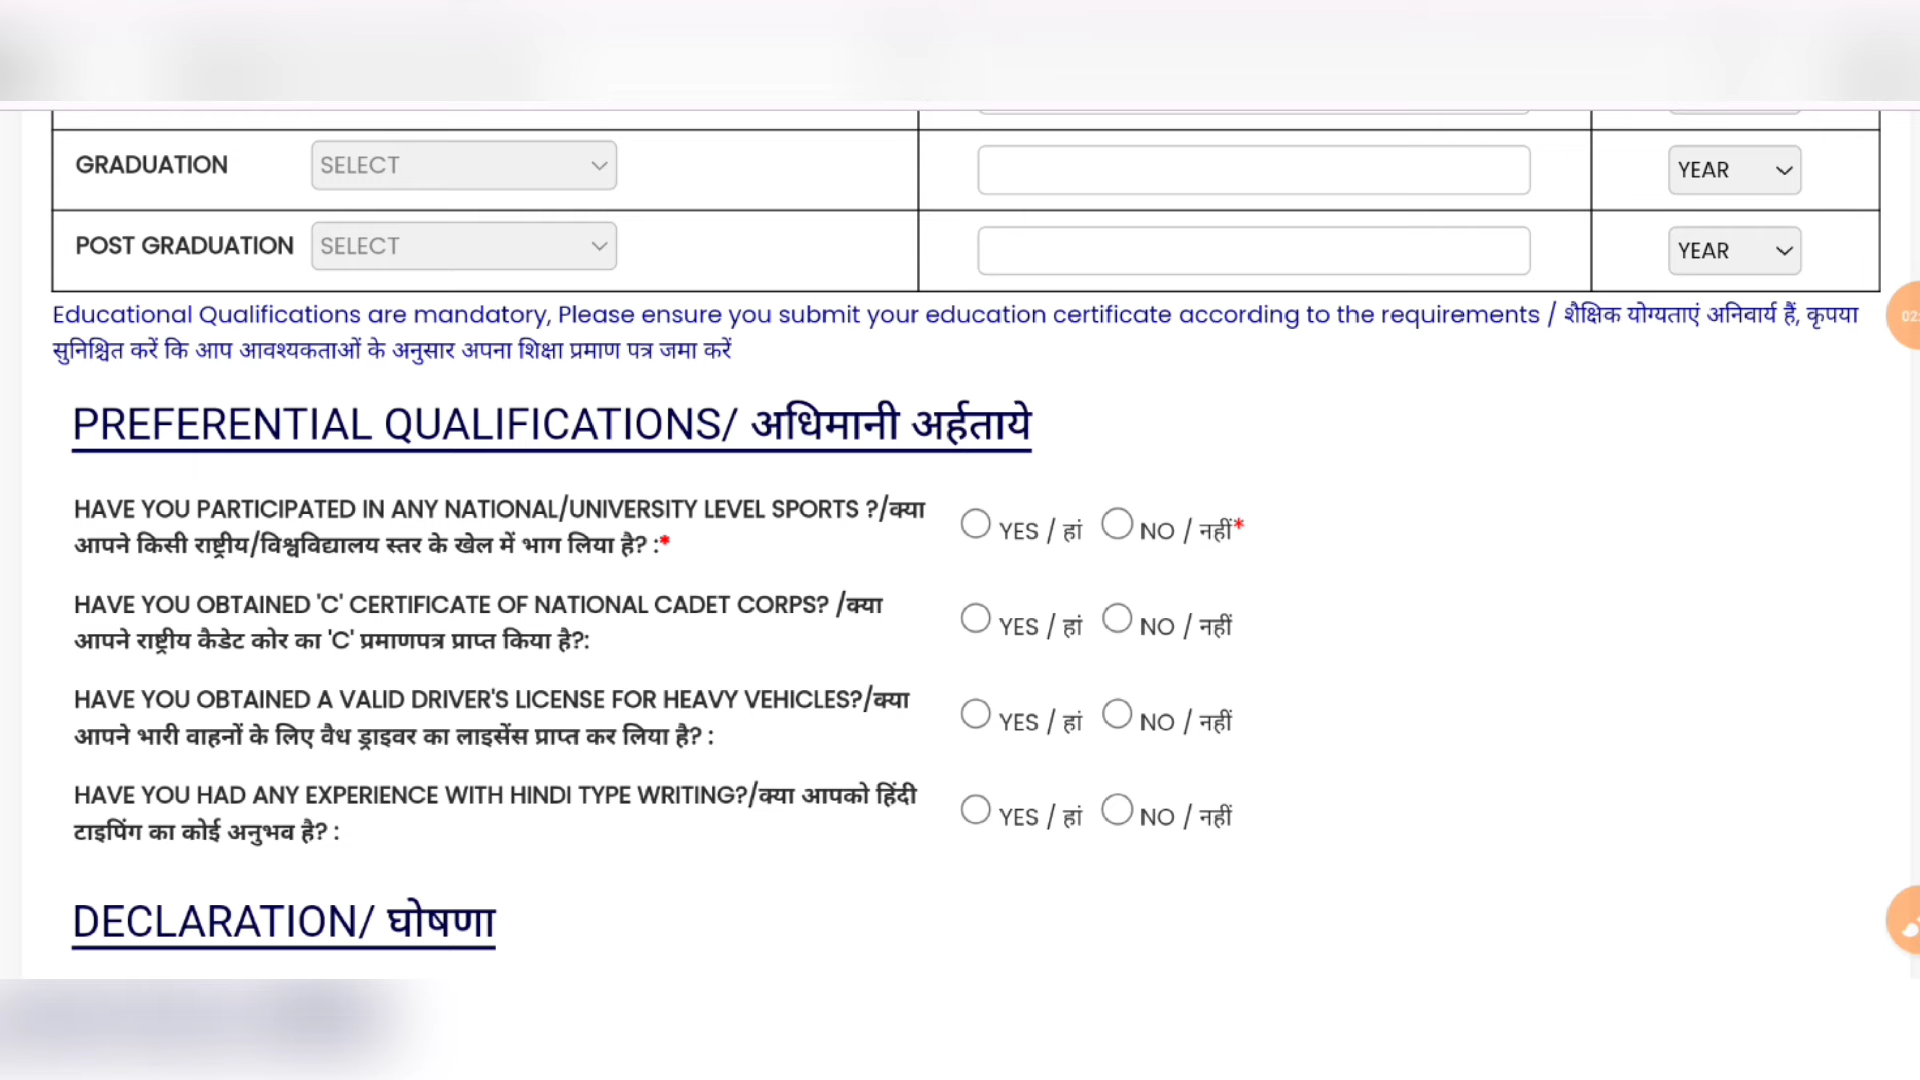 GRADUATION SELECT YEAR
POST GRADUATION SELECT YEAR
Educational Qualifications are mandatory, Please ensure you submit your education certificate according to the requirements / शैक्षिक योग्यताएं अनिवार्य हैं, कृपया
सुनिश्चित करें कि आप आवश्यकताओं के अनुसार अपना शिक्षा प्रमाण पत्र जमा करें
PREFERENTIAL QUALIFICATIONS/ अधिमानी अर्हताये
HAVE YOU PARTICIPATED IN ANY NATIONAL/UNIVERSITY LEVEL SPORTS ?/क्या
आपने किसी राष्ट्रीय/विश्वविद्यालय स्तर के खेल में भाग लिया है? :*
YES / हां NO / नहीं*
HAVE YOU OBTAINED 'C' CERTIFICATE OF NATIONAL CADET CORPS? /क्या
आपने राष्ट्रीय कैडेट कोर का 'C' प्रमाणपत्र प्राप्त किया है?:
YES / हां NO / नहीं
HAVE YOU OBTAINED A VALID DRIVER'S LICENSE FOR HEAVY VEHICLES?/क्या
आपने भारी वाहनों के लिए वैध ड्राइवर का लाइसेंस प्राप्त कर लिया है? :
YES / हां NO / नहीं
HAVE YOU HAD ANY EXPERIENCE WITH HINDI TYPE WRITING?/क्या आपको हिंदी
टाइपिंग का कोई अनुभव है? :
YES / हां NO / नहीं
DECLARATION/ घोषणा